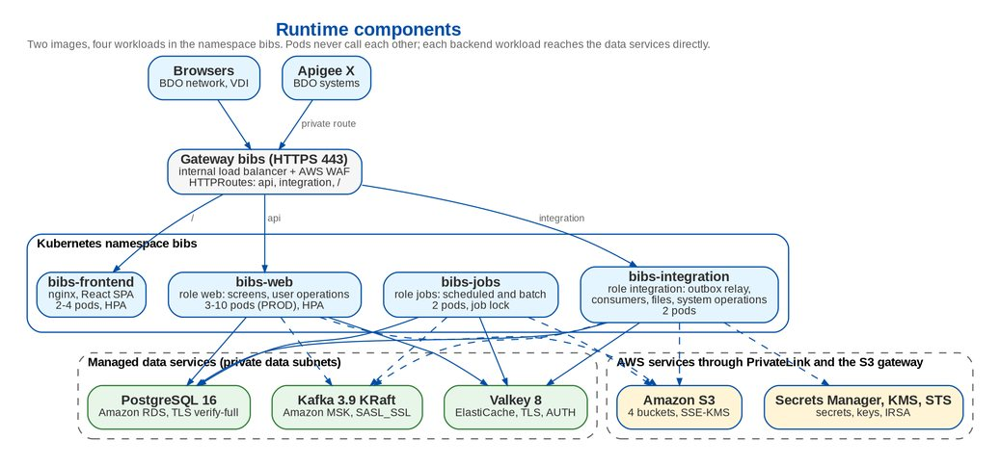 Runtime components
Two images, four workloads in the namespace bibs. Pods never call each other; each backend workload reaches the data services directly.
Browsers
BDO network, VDI
Apigee X
BDO systems
private route
Gateway bibs (HTTPS 443)
internal load balancer + AWS WAF
HTTPRoutes: api, integration, /
/
api
integration
Kubernetes namespace bibs
bibs-frontend
nginx, React SPA
2-4 pods, HPA
bibs-web
role web: screens, user operations
3-10 pods (PROD), HPA
bibs-jobs
role jobs: scheduled and batch
2 pods, job lock
bibs-integration
role integration: outbox relay,
consumers, files, system operations
2 pods
Managed data services (private data subnets)
PostgreSQL 16
Amazon RDS, TLS verify-full
Kafka 3.9 KRaft
Amazon MSK, SASL_SSL
Valkey 8
ElastiCache, TLS, AUTH
AWS services through PrivateLink and the S3 gateway
Amazon S3
4 buckets, SSE-KMS
Secrets Manager, KMS, STS
secrets, keys, IRSA